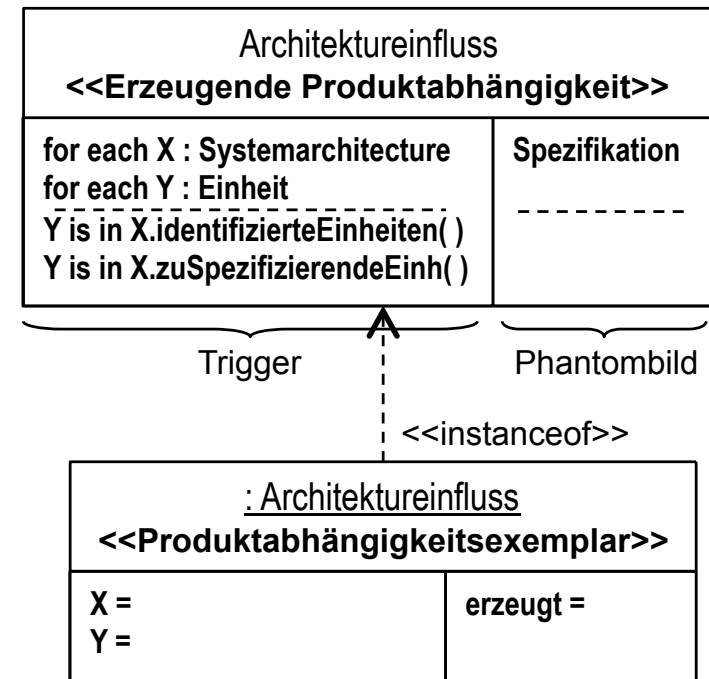 Architektureinfluss
<<Erzeugende Produktabhängigkeit>>
for each X : Systemarchitecture
for each Y : Einheit
Y is in X.identifizierteEinheiten( )
Y is in X.zuSpezifizierendeEinh( )
Spezifikation
Trigger
Phantombild
<<instanceof>>
: Architektureinfluss
<<Produktabhängigkeitsexemplar>>
X =
Y =
erzeugt =